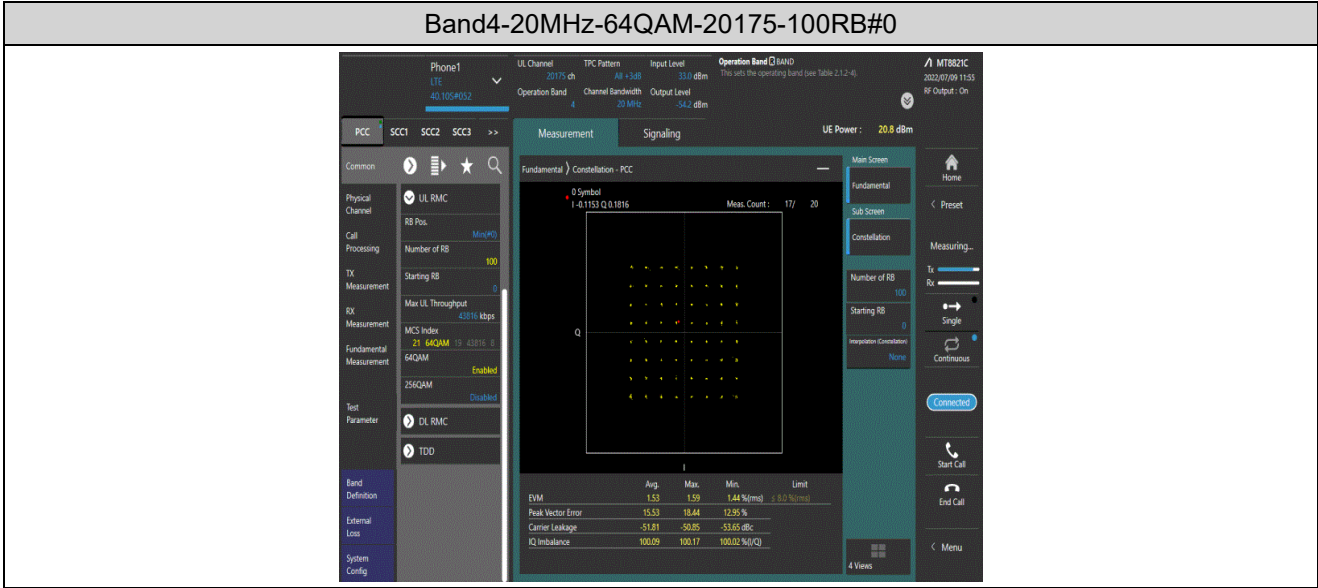 Band4-20MHz-64QAM-20175-100RB#0
Phone1
LTE
40.105#052
UL Channel
20175 ch
TPC Pattern
All +3dB
Input Level
33.0 dBm
Operation Band
4
Channel Bandwidth
20 MHz
Output Level
-54.2 dBm
Operation Band BAND
This sets the operating band (see Table 2.1.2-4).
MT8821C
2022/07/09 11:55
RF Output : On
PCC SCC1 SCC2 SCC3 >>
Measurement
Signaling
UE Power : 20.8 dBm
Common
Physical
Channel
Call
Processing
TX
Measurement
RX
Measurement
Fundamental
Measurement
Test
Parameter
Band
Definition
External
Loss
System
Config
UL RMC
RB Pos.
Min(#0)
Number of RB
100
Starting RB
0
Max UL Throughput
43816 kbps
MCS Index
21 64QAM 19 43816 8
64QAM
Enabled
256QAM
Disabled
DL RMC
TDD
Fundamental Constellation - PCC
0 Symbol
I -0.1153 Q 0.1816
Meas. Count : 17/ 20
Q
I
Avg. Max. Min. Limit
EVM 1.53 1.59 1.44 %(rms) ≤ 8.0 %(rms)
Peak Vector Error 15.53 18.44 12.95 %
Carrier Leakage -51.81 -50.85 -53.65 dBc
IQ Imbalance 100.09 100.17 100.02 %(I/Q)
Main Screen
Fundamental
Sub Screen
Constellation
Number of RB
100
Starting RB
0
Interpolation (Constellation)
None
4 Views
Home
< Preset
Measuring...
Tx
Rx
Single
Continuous
Connected
Start Call
End Call
< Menu